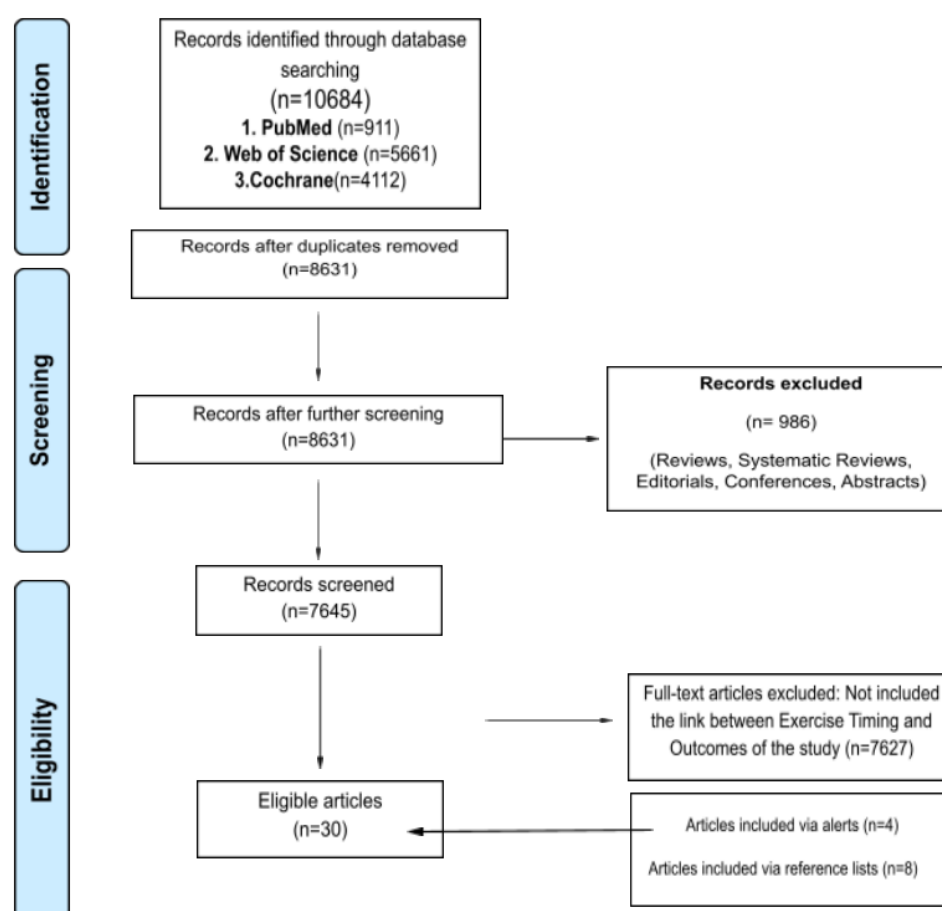 Identification
Records identified through database
searching
(n=10684)
1. PubMed (n=911)
2. Web of Science (n=5661)
3.Cochrane(n=4112)
Records after duplicates removed
(n=8631)
Screening
Records after further screening
(n=8631)
Records excluded
(n= 986)
(Reviews, Systematic Reviews,
Editorials, Conferences, Abstracts)
Eligibility
Records screened
(n=7645)
Full-text articles excluded: Not included
the link between Exercise Timing and
Outcomes of the study (n=7627)
Eligible articles
(n=30)
Articles included via alerts (n=4)
Articles included via reference lists (n=8)